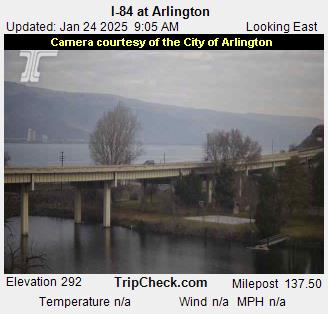 I-84 at Arlington
Updated: Jan 24 2025 9:05 AM Looking East
Camera courtesy of the City of Arlington
Elevation 292 TripCheck.com Milepost 137.50
Temperature n/a Wind n/a MPH n/a